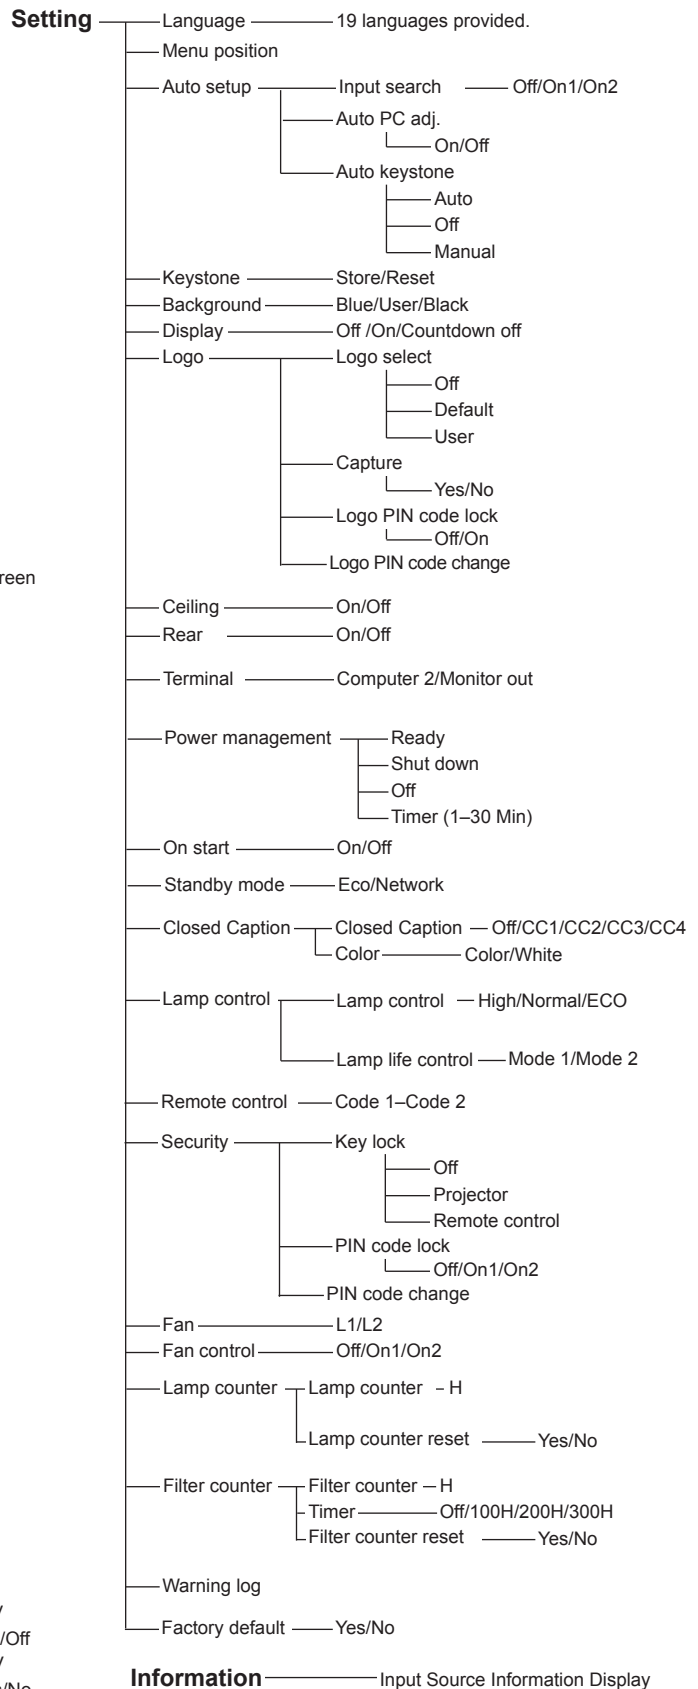 Setting Language 19 languages provided.
Menu position
Auto setup Input search Off/On1/On2
Auto PC adj.
On/Off
Auto keystone
Auto
Off
Manual
Keystone Store/Reset
Background Blue/User/Black
Display Off /On/Countdown off
Logo Logo select
Off
Default
User
Capture
Yes/No
Logo PIN code lock
Off/On
Logo PIN code change
reen
Ceiling On/Off
Rear On/Off
Terminal Computer 2/Monitor out
Power management Ready
Shut down
Off
Timer (1–30 Min)
On start On/Off
Standby mode Eco/Network
Closed Caption Closed Caption Off/CC1/CC2/CC3/CC4
Color Color/White
Lamp control Lamp control High/Normal/ECO
Lamp life control Mode 1/Mode 2
Remote control Code 1–Code 2
Security Key lock
Off
Projector
Remote control
PIN code lock
Off/On1/On2
PIN code change
Fan L1/L2
Fan control Off/On1/On2
Lamp counter Lamp counter H
Lamp counter reset Yes/No
Filter counter Filter counter H
Timer Off/100H/200H/300H
Filter counter reset Yes/No
Warning log
/Off
Factory default Yes/No
Information Input Source Information Display